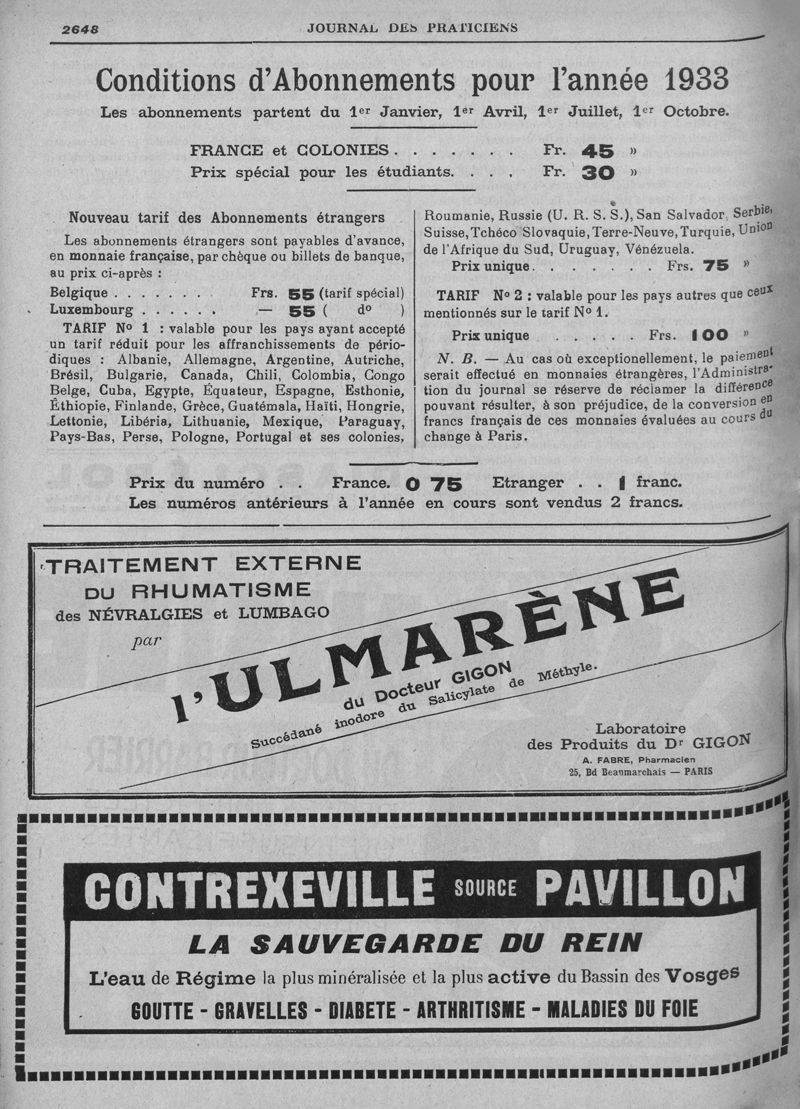 2648
JOURNAL DES PRATICIENS
Conditions d'Abonnements pour l'année 1933
Les abonnements partent du 1er Janvier, 1er Avril, 1er Juillet, 1er Octobre.
FRANCE et COLONIES . . . . . . . Fr. 45 »
Prix spécial pour les étudiants. . . . Fr. 30 »
Nouveau tarif des Abonnements étrangers
Les abonnements étrangers sont payables d'avance,
en monnaie française, par chèque ou billets de banque,
au prix ci-après :
Belgique . . . . . . . . Frs. 55 (tarif spécial)
Luxembourg . . . . . . — 55 ( do )
TARIF No 1 : valable pour les pays ayant accepté
un tarif réduit pour les affranchissements de pério-
diques : Albanie, Allemagne, Argentine, Autriche,
Brésil, Bulgarie, Canada, Chili, Colombia, Congo
Belge, Cuba, Egypte, Équateur, Espagne, Esthonie,
Éthiopie, Finlande, Grèce, Guatémala, Haïti, Hongrie,
Lettonie, Libéria, Lithuanie, Mexique, Paraguay,
Pays-Bas, Perse, Pologne, Portugal et ses colonies,
Roumanie, Russie (U. R. S. S.), San Salvador, Serbie,
Suisse, Tchéco Slovaquie, Terre-Neuve, Turquie, Union
de l'Afrique du Sud, Uruguay, Vénézuela.
Prix unique. . . . . . . . Frs. 75 »
TARIF No 2 : valable pour les pays autres que ceux
mentionnés sur le tarif No 1.
Prix unique . . . . . Frs. 100 »
N. B. — Au cas où exceptionellement, le paiement
serait effectué en monnaies étrangères, l'Administra-
tion du journal se réserve de réclamer la différence
pouvant résulter, à son préjudice, de la conversion en
francs français de ces monnaies évaluées au cours du
change à Paris.
Prix du numéro . . France. 0 75 Etranger . . 1 franc.
Les numéros antérieurs à l'année en cours sont vendus 2 francs.
TRAITEMENT EXTERNE
DU RHUMATISME
des NÉVRALGIES et LUMBAGO
par
l'ULMARÈNE
du Docteur GIGON
Succédané inodore du Salicylate de Méthyle.
Laboratoire
des Produits du Dr GIGON
A. FABRE, Pharmacien
25, Bd Beaumarchais — PARIS
CONTREXEVILLE SOURCE PAVILLON
LA SAUVEGARDE DU REIN
L'eau de Régime la plus minéralisée et la plus active du Bassin des Vosges
GOUTTE - GRAVELLES - DIABETE - ARTHRITISME - MALADIES DU FOIE